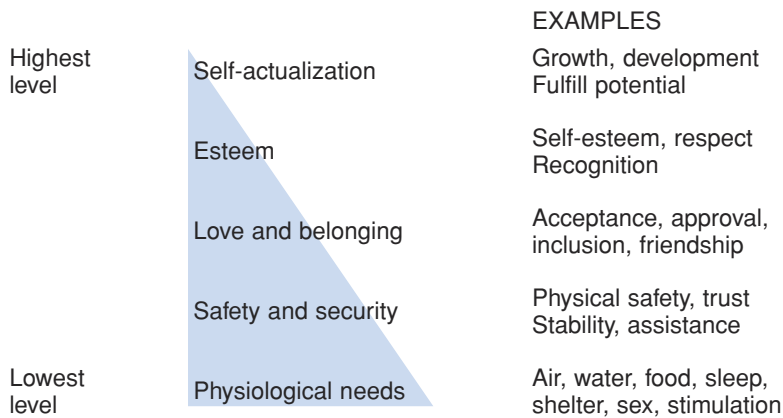 EXAMPLES
Highest
level
Self-actualization
Growth, development
Fulfill potential
Esteem
Self-esteem, respect
Recognition
Love and belonging
Acceptance, approval,
inclusion, friendship
Safety and security
Physical safety, trust
Stability, assistance
Lowest
level
Physiological needs
Air, water, food, sleep,
shelter, sex, stimulation